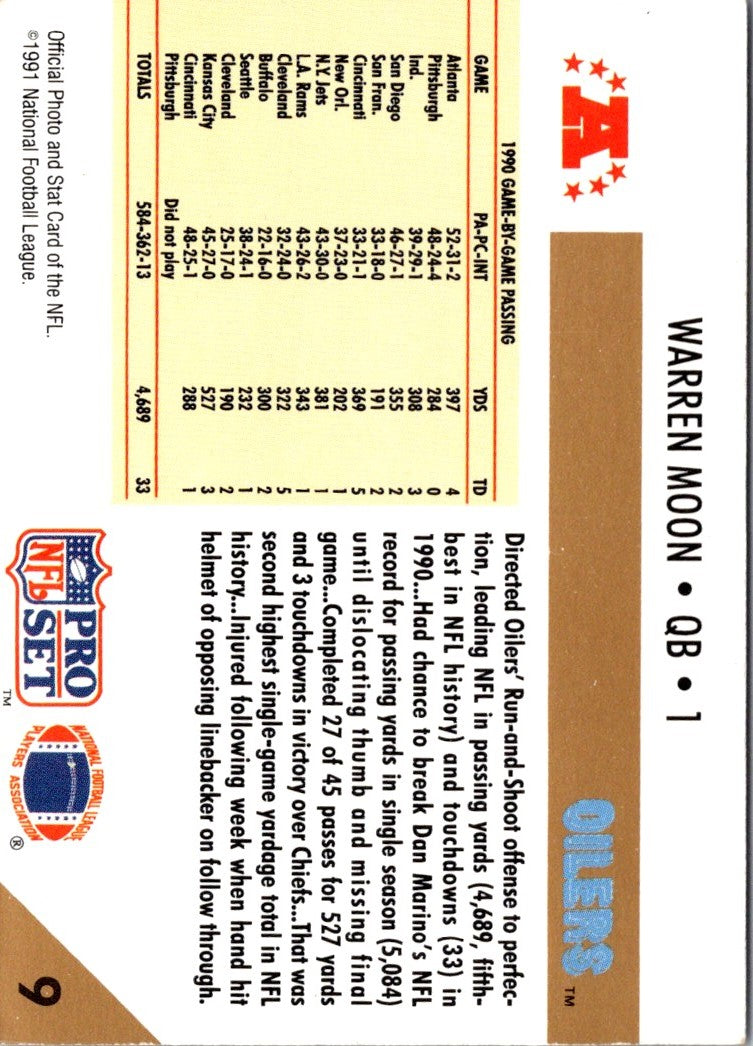 WARREN MOON • QB • 1
A
OILERS™
1990 GAME-BY-GAME PASSING
GAME PA-PC-INT YDS TD
Atlanta 52-31-2 397 4
Pittsburgh 48-24-4 284 0
Ind. 39-29-1 308 3
San Diego 46-27-1 355 2
San Fran. 33-18-0 191 2
Cincinnati 33-21-1 369 5
New Orl. 37-23-0 202 1
N.Y. Jets 43-30-0 381 1
L.A. Rams 43-26-2 343 1
Cleveland 32-24-0 322 5
Buffalo 22-16-0 300 2
Seattle 38-24-1 232 1
Cleveland 25-17-0 190 2
Kansas City 45-27-0 527 3
Cincinnati 48-25-1 288 1
Pittsburgh Did not play
TOTALS 584-362-13 4,689 33
Directed Oilers' Run-and-Shoot offense to perfec-
tion, leading NFL in passing yards (4,689, fifth-
best in NFL history) and touchdowns (33) in
1990...Had chance to break Dan Marino's NFL
record for passing yards in single season (5,084)
until dislocating thumb and missing final
game...Completed 27 of 45 passes for 527 yards
and 3 touchdowns in victory over Chiefs...That was
second highest single-game yardage total in NFL
history...Injured following week when hand hit
helmet of opposing linebacker on follow through.
Official Photo and Stat Card of the NFL.
©1991 National Football League.
NFL PRO SET™
NATIONAL FOOTBALL LEAGUE
PLAYERS ASSOCIATION®
9